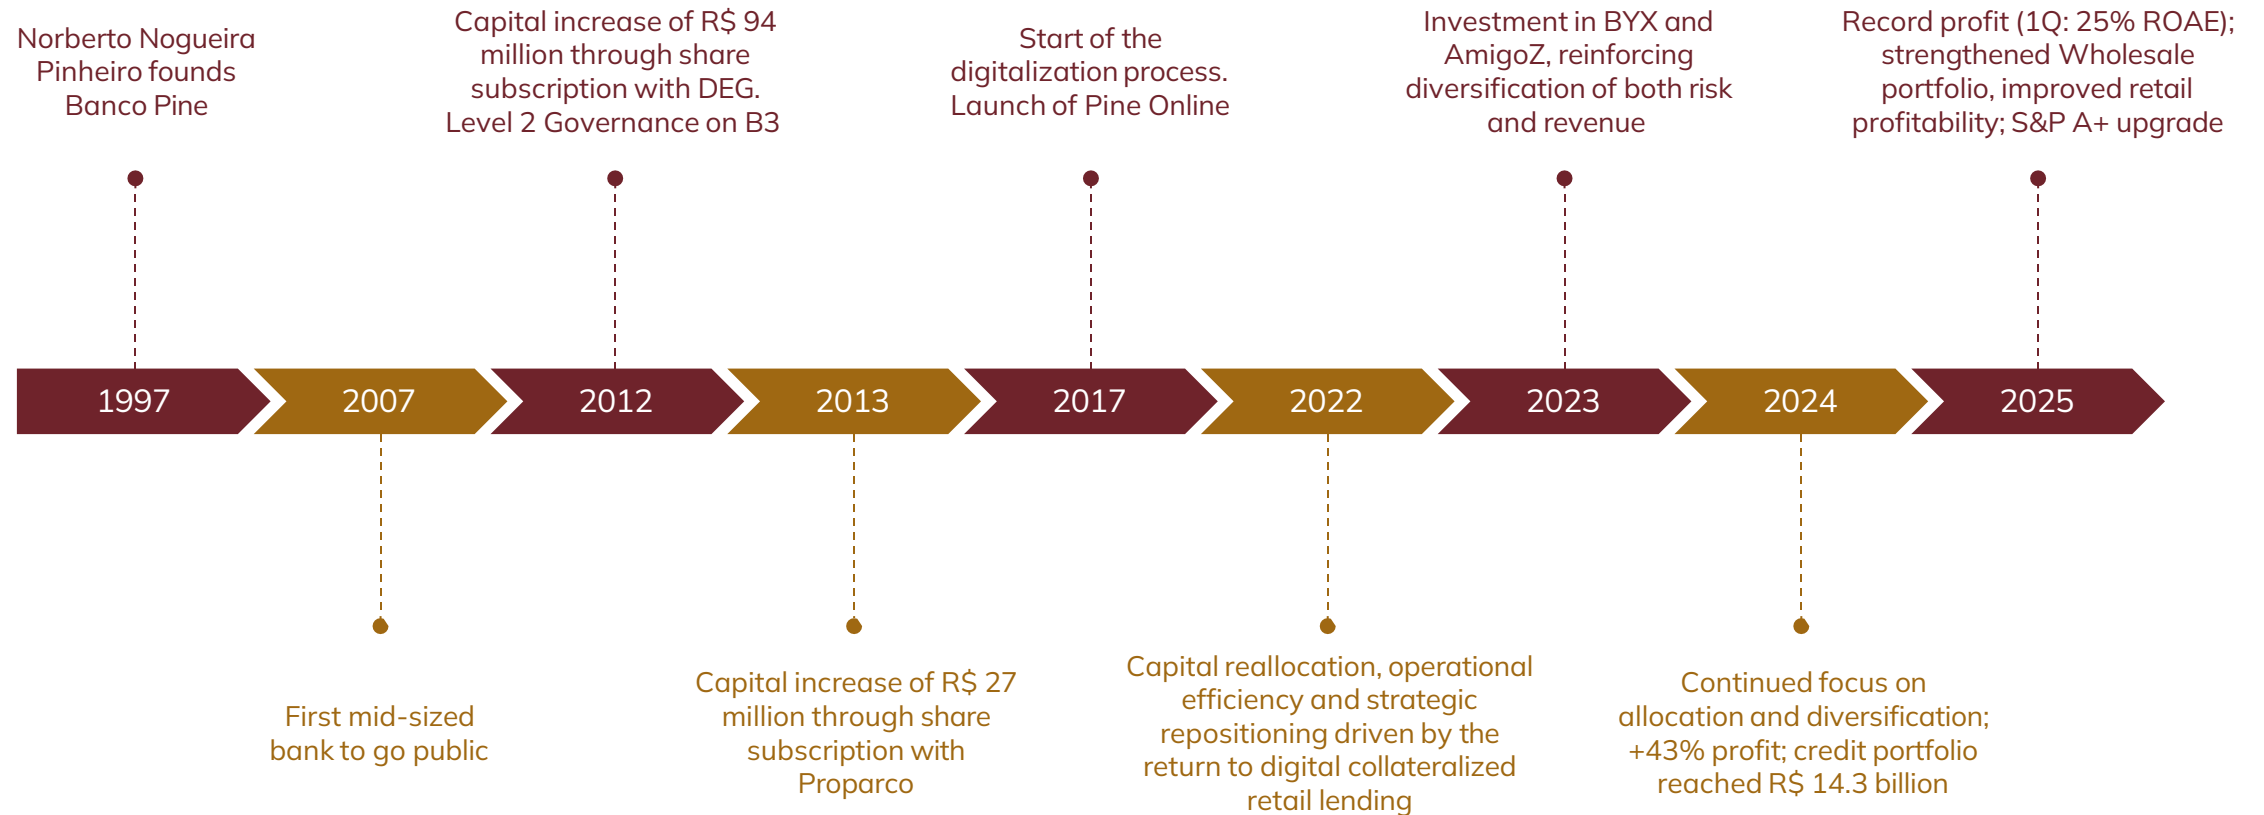 Norberto Nogueira
Pinheiro founds
Banco Pine
Capital increase of R$ 94
million through share
subscription with DEG.
Level 2 Governance on B3
Start of the
digitalization process.
Launch of Pine Online
Investment in BYX and
AmigoZ, reinforcing
diversification of both risk
and revenue
Record profit (1Q: 25% ROAE);
strengthened Wholesale
portfolio, improved retail
profitability; S&P A+ upgrade
1997
2007
2012
2013
2017
2022
2023
2024
2025
First mid-sized
bank to go public
Capital increase of R$ 27
million through share
subscription with
Proparco
Capital reallocation, operational
efficiency and strategic
repositioning driven by the
return to digital collateralized
retail lending
Continued focus on
allocation and diversification;
+43% profit; credit portfolio
reached R$ 14.3 billion